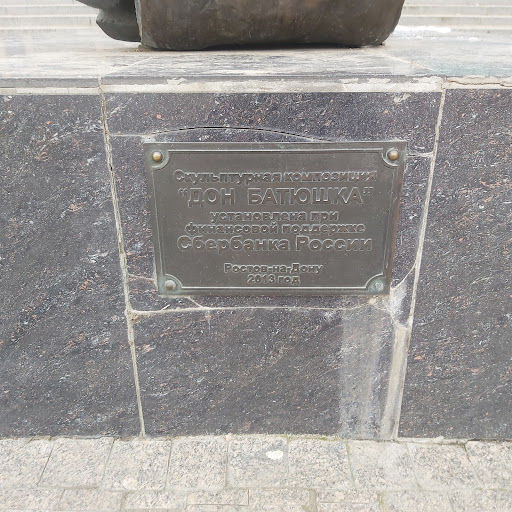 Скульптурная композиция
"ДОН БАТЮШКА"
установлена при
финансовой поддержке
Сбербанка России
Ростов-на-Дону
2013 год